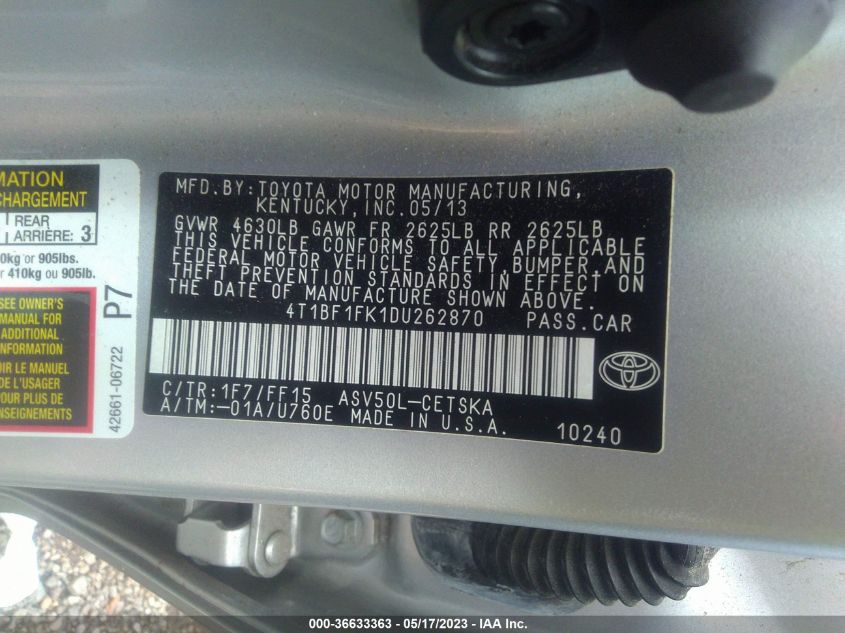 MATION
CHARGEMENT
REAR
ARRIÈRE: 3
0kg or 905lbs.
r 410kg ou 905lb.
SEE OWNER'S
MANUAL FOR
ADDITIONAL
INFORMATION
OIR LE MANUEL
DE L'USAGER
P7
42661-06722
MFD.BY:TOYOTA MOTOR MANUFACTURING,
KENTUCKY,INC.05/13
GVWR 4630LB GAWR FR 2625LB RR 2625LB
THIS VEHICLE CONFORMS TO ALL APPLICABLE
FEDERAL MOTOR VEHICLE SAFETY,BUMPER,AND
THEFT PREVENTION STANDARDS IN EFFECT ON
THE DATE OF MANUFACTURE SHOWN ABOVE.
4T1BF1FK1DU262870 PASS.CAR
C/TR:1F7/FF15 ASV50L-CETSKA
A/TM:-01A/U760E MADE IN U.S.A.
10240
000-36633363 - 05/17/2023 - IAA Inc.